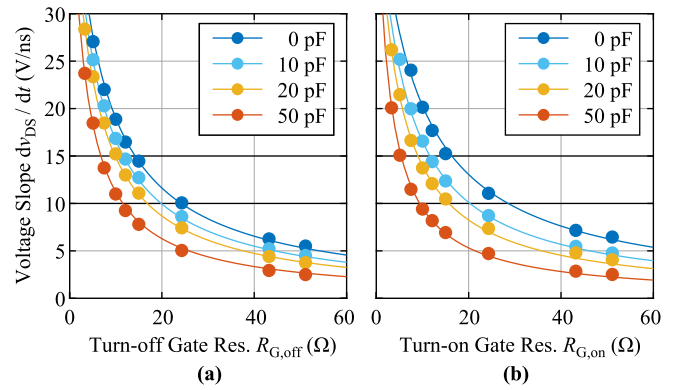 Voltage Slope dvDS / dt (V/ns)
30
25
20
15
10
5
0
0 pF
10 pF
20 pF
50 pF
0 20 40 60
Turn-off Gate Res. RG,off (Ω)
(a)
0 pF
10 pF
20 pF
50 pF
0 20 40 60
Turn-on Gate Res. RG,on (Ω)
(b)